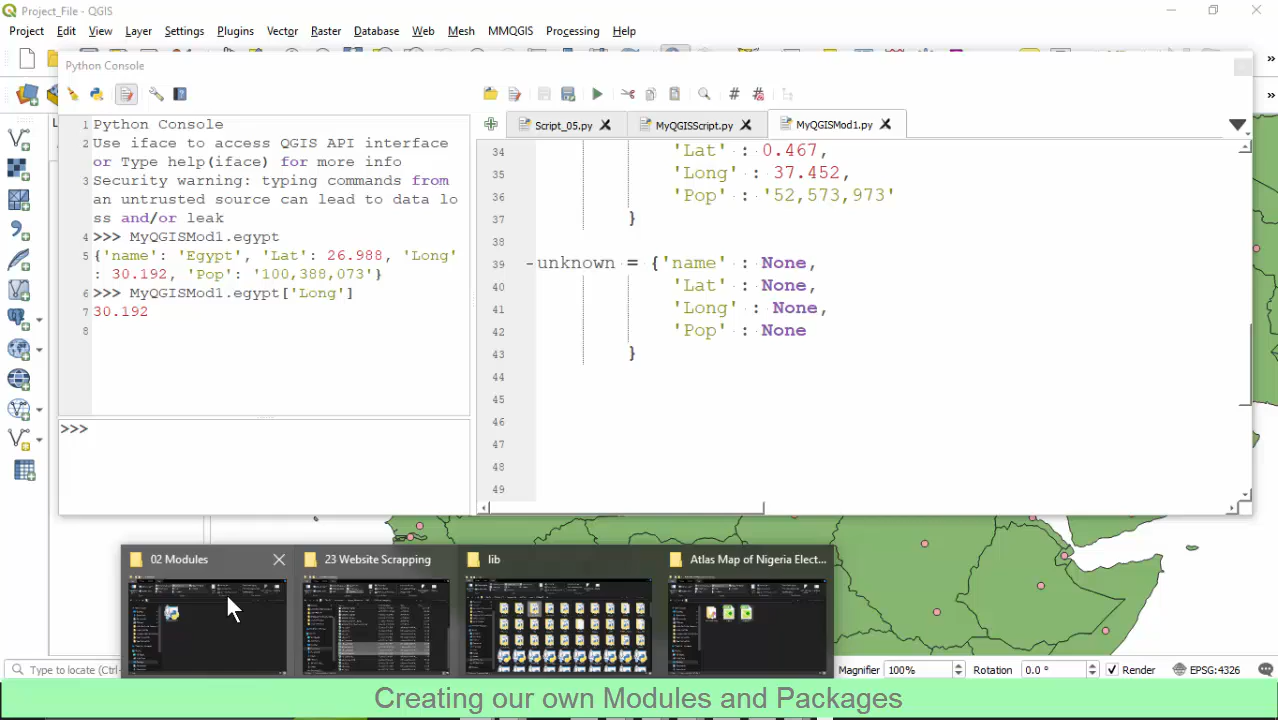 Project_File - QGIS
Project Edit View Layer Settings Plugins Vector Raster Database Web Mesh MMQGIS Processing Help
Python Console
Script_05.py MyQGISScript.py MyQGISMod1.py
1 Python Console
2 Use iface to access QGIS API interface
or Type help(iface) for more info
3 Security warning: typing commands from
an untrusted source can lead to data lo
ss and/or leak
4 >>> MyQGISMod1.egypt
5 {'name': 'Egypt', 'Lat': 26.988, 'Long'
: 30.192, 'Pop': '100,388,073'}
6 >>> MyQGISMod1.egypt['Long']
7 30.192
8
>>>
34 'Lat' : 0.467,
35 'Long' : 37.452,
36 'Pop' : '52,573,973'
37 }
38
39 -unknown = {'name' : None,
40 'Lat' : None,
41 'Long' : None,
42 'Pop' : None
43 }
44
45
46
47
48
49
02 Modules
23 Website Scrapping
lib
Atlas Map of Nigeria Elect...
Type to locate (Ctrl-
Magnifier 100% Rotation 0.0 ° Render EPSG:4326
Creating our own Modules and Packages